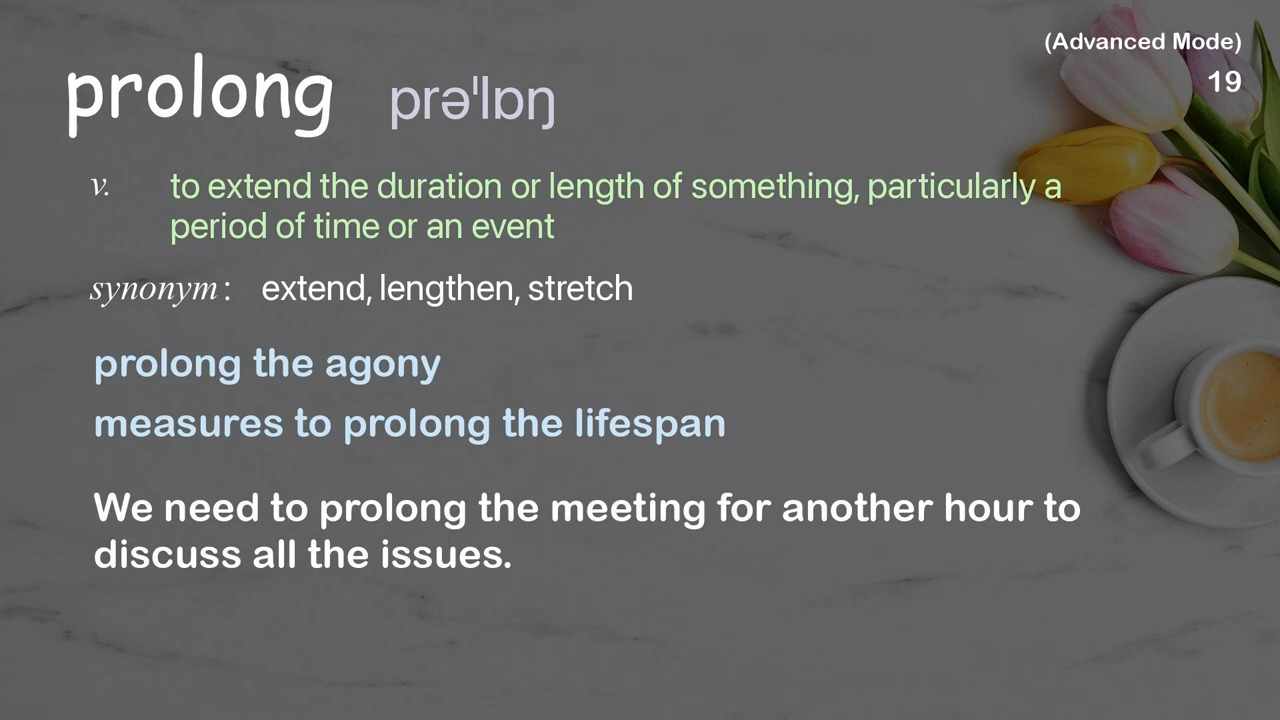 (Advanced Mode)
19
prolong prəˈlɒŋ
v. to extend the duration or length of something, particularly a
period of time or an event
synonym : extend, lengthen, stretch
prolong the agony
measures to prolong the lifespan
We need to prolong the meeting for another hour to
discuss all the issues.